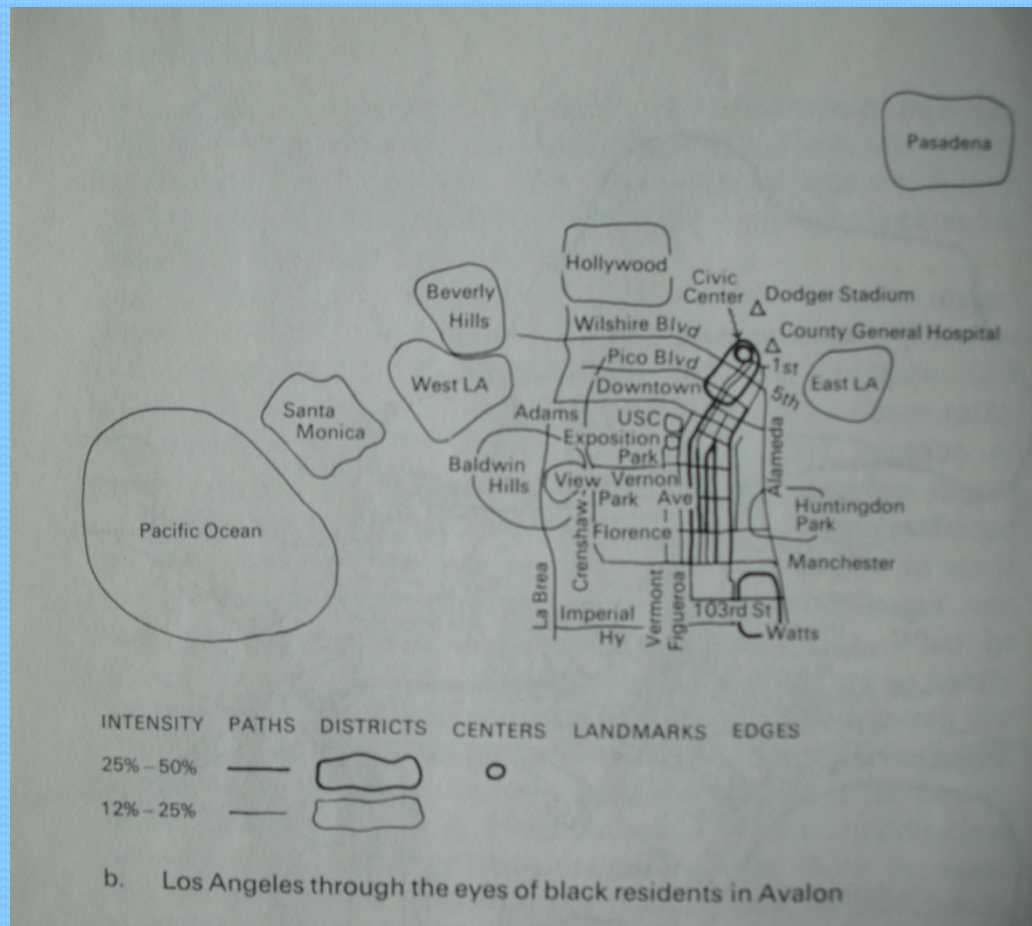 Pasadena
Hollywood
Civic
Center
Dodger Stadium
Beverly
Hills
Wilshire Blvd
County General Hospital
Pico Blvd
1st
West LA
Downtown
5th
East LA
Santa
Monica
Adams
USC
Exposition
Park
Alameda
Baldwin
Hills
View
Park
Vernon
Ave
Huntingdon
Park
Pacific Ocean
Crenshaw
Florence
Manchester
La Brea
Imperial
Hy
Vermont
Figueroa
103rd St
Watts
INTENSITY PATHS DISTRICTS CENTERS LANDMARKS EDGES
25% – 50%
12% – 25%
b. Los Angeles through the eyes of black residents in Avalon